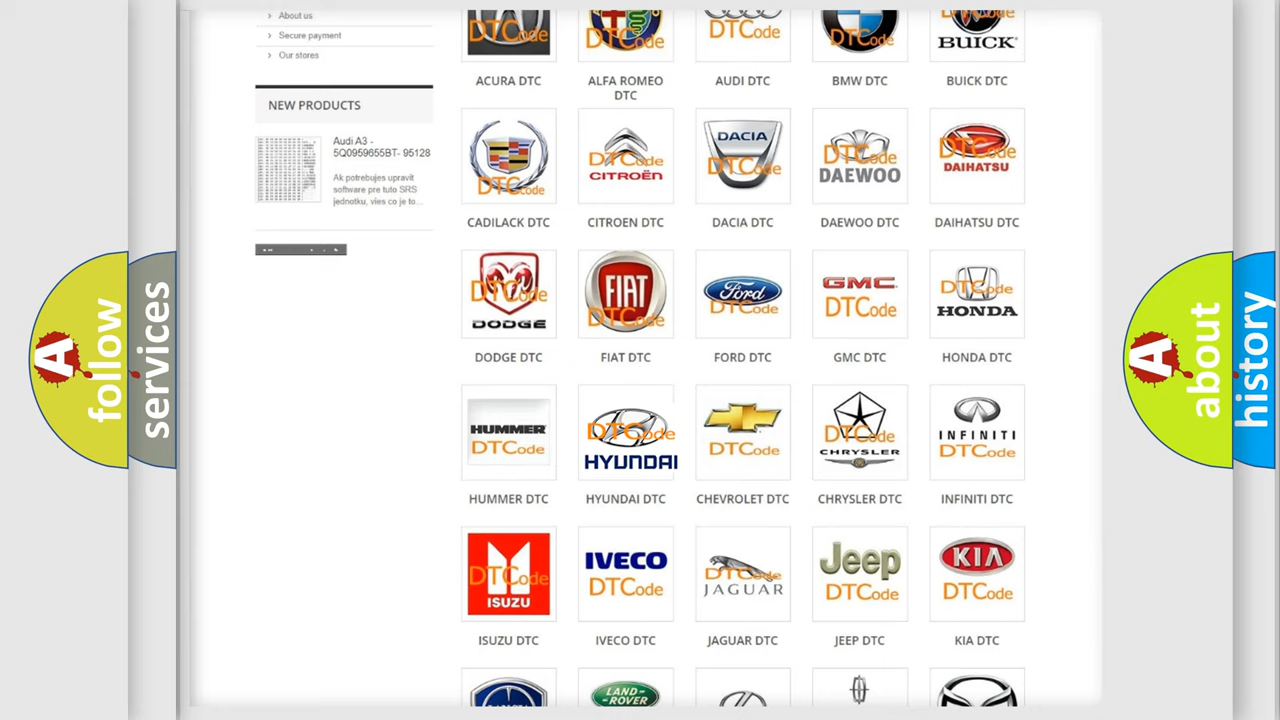 About us
Secure payment
Our stores
NEW PRODUCTS
Audi A3 -
5Q0959655BT- 95128
Ak potrebujes upravit
software pre tuto SRS
jednotku, vies co je to...
DTCode
DTCode
DTCode
DTCode
BUICK
ACURA DTC
ALFA ROMEO
DTC
AUDI DTC
BMW DTC
BUICK DTC
DTCode
DTCode
CITROËN
DACIA
DTCode
DTCode
DAEWOO
DTCode
DAIHATSU
CADILACK DTC
CITROEN DTC
DACIA DTC
DAEWOO DTC
DAIHATSU DTC
DTCode
DODGE
FIAT
DTCode
Ford
DTCode
GMC
DTCode
DTCode
HONDA
DODGE DTC
FIAT DTC
FORD DTC
GMC DTC
HONDA DTC
HUMMER
DTCode
DTCode
HYUNDAI
DTCode
DTCode
CHRYSLER
INFINITI
DTCode
HUMMER DTC
HYUNDAI DTC
CHEVROLET DTC
CHRYSLER DTC
INFINITI DTC
DTCode
ISUZU
IVECO
DTCode
DTCode
JAGUAR
Jeep
DTCode
KIA
DTCode
ISUZU DTC
IVECO DTC
JAGUAR DTC
JEEP DTC
KIA DTC
LAND-
ROVER
A
follow
services
A
about
history